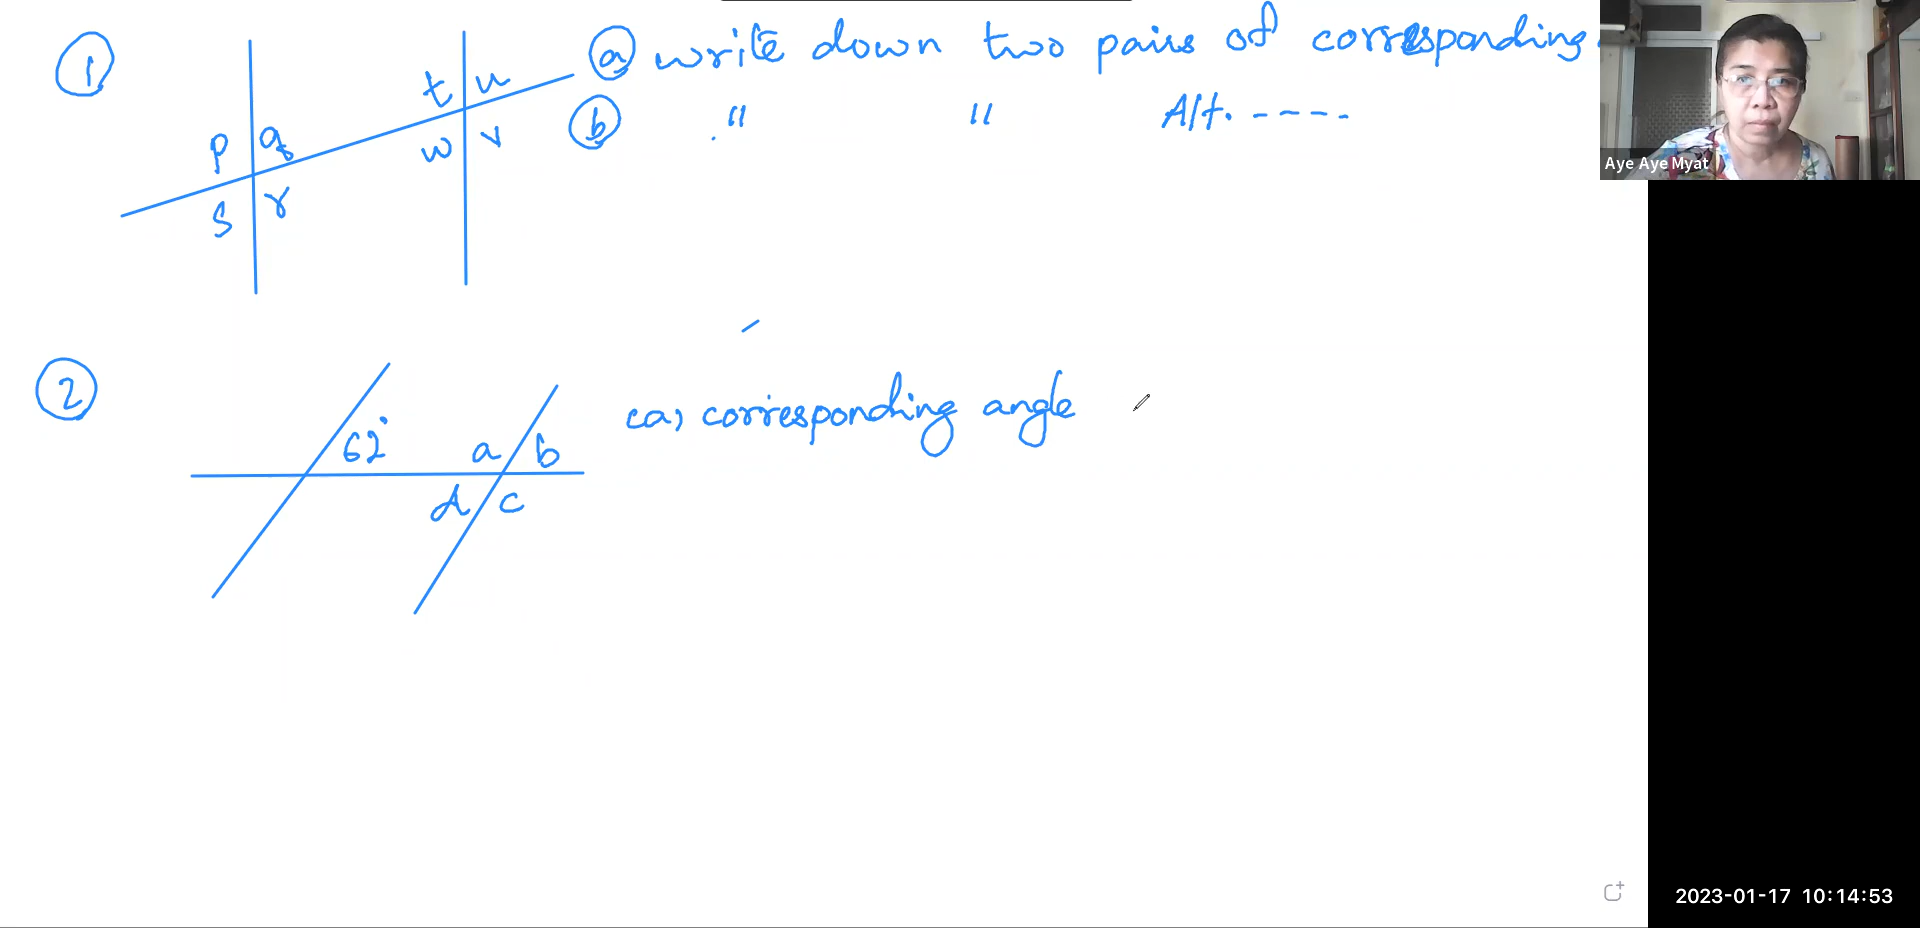 1
t u
p q
w v
s r
a write down two pairs of corresponding
b " " Alt. ----
Aye Aye Myat
2
62° a b
d c
(a) corresponding angle
2023-01-17 10:14:53